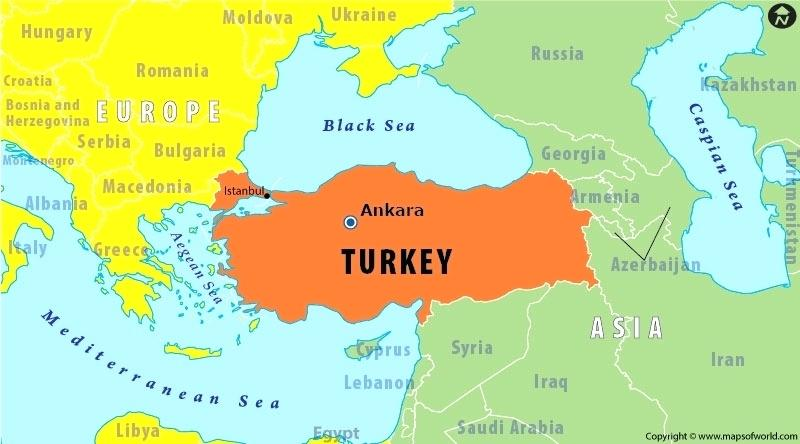 N
Ukraine
Moldova
Hungary
Russia
Romania
Kazakhstan
Croatia
Bosnia and
Herzegovina
EUROPE
Black Sea
Caspian Sea
Serbia
Bulgaria
Georgia
Montenegro
Turkmenistan
Macedonia
Istanbul
Armenia
Albania
Ankara
Italy
Greece
Aegean Sea
TURKEY
Azerbaijan
Mediterranean Sea
ASIA
Cyprus
Syria
Iran
Lebanon
Iraq
Libya
Egypt
Saudi Arabia
Copyright © www.mapsofworld.com